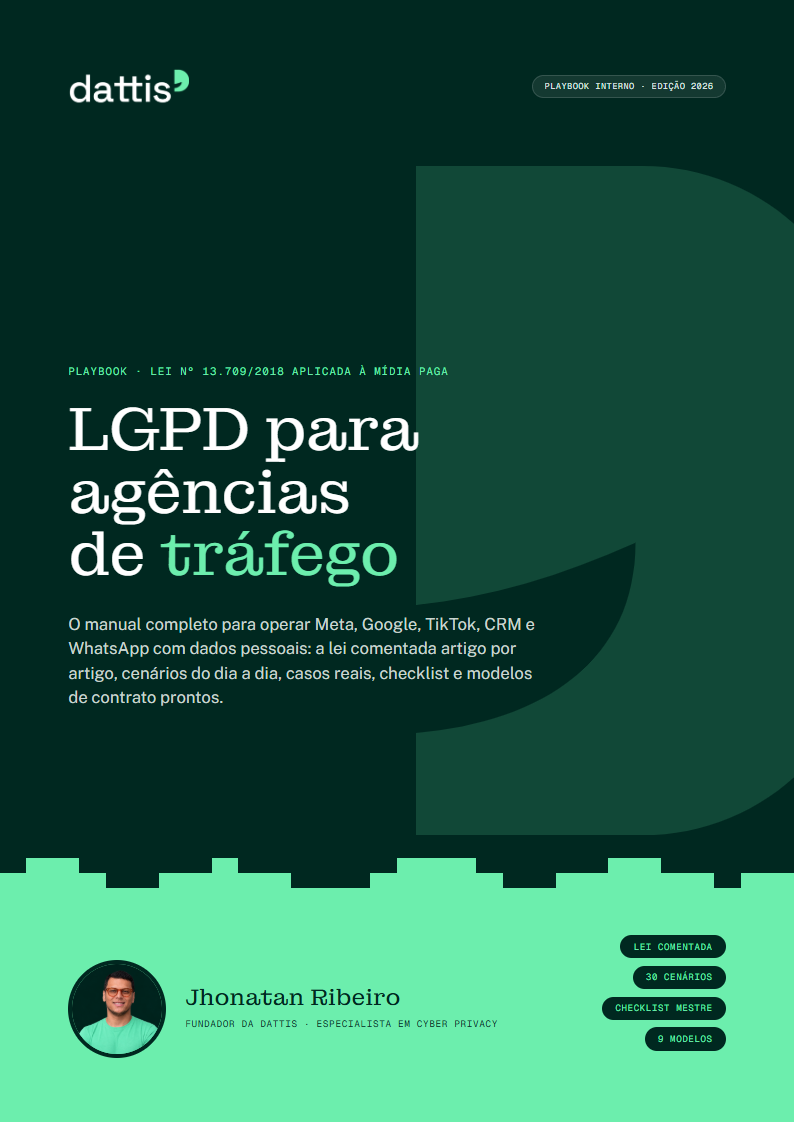 dattis
PLAYBOOK INTERNO · EDIÇÃO 2026
PLAYBOOK · LEI Nº 13.709/2018 APLICADA À MÍDIA PAGA
LGPD para
agências
de tráfego
O manual completo para operar Meta, Google, TikTok, CRM e
WhatsApp com dados pessoais: a lei comentada artigo por
artigo, cenários do dia a dia, casos reais, checklist e modelos
de contrato prontos.
Jhonatan Ribeiro
FUNDADOR DA DATTIS · ESPECIALISTA EM CYBER PRIVACY
LEI COMENTADA
30 CENÁRIOS
CHECKLIST MESTRE
9 MODELOS